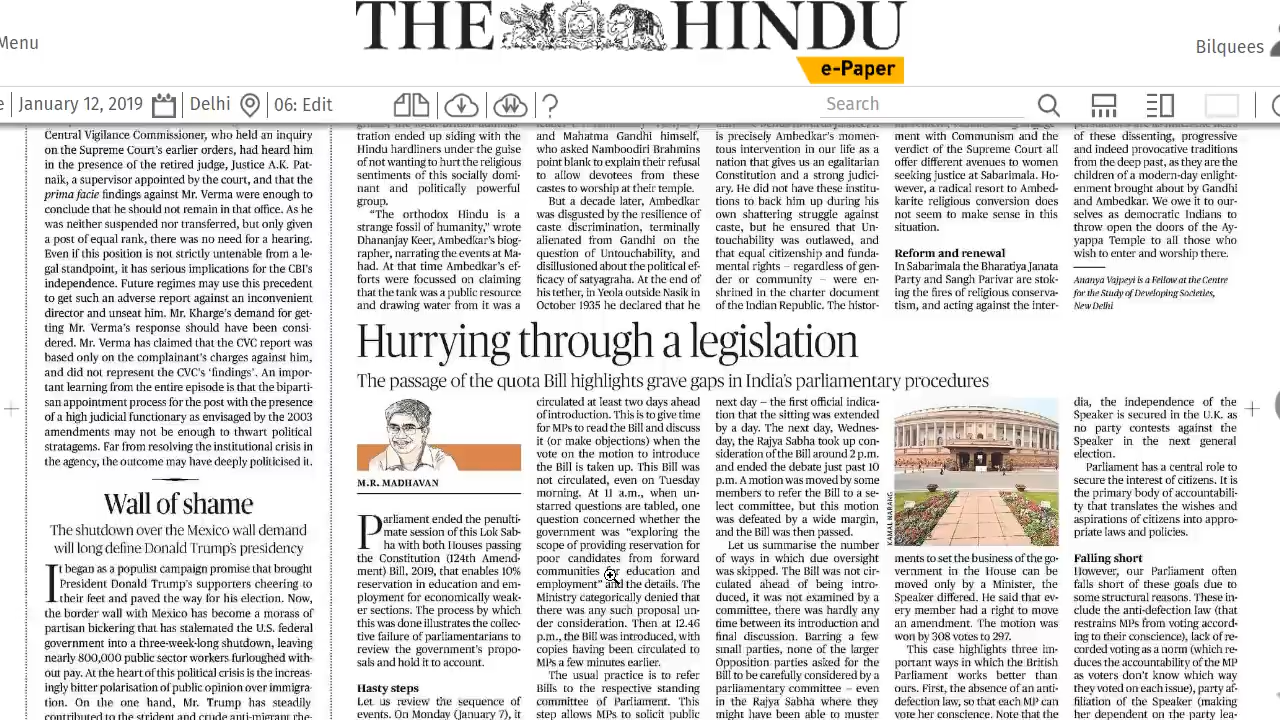 THE HINDU
e-Paper
Menu
Bilquees
e | January 12, 2019
Delhi
06: Edit
?
Search
Central Vigilance Commissioner, who held an inquiry
on the Supreme Court's earlier orders, had heard him
in the presence of the retired judge, Justice A.K. Pat-
naik, a supervisor appointed by the court, and that the
prima facie findings against Mr. Verma were enough to
conclude that he should not remain in that office. As he
was neither suspended nor transferred, but only given
a post of equal rank, there was no need for a hearing.
Even if this position is not strictly untenable from a le-
gal standpoint, it has serious implications for the CBI's
independence. Future regimes may use this precedent
to get such an adverse report against an inconvenient
director and unseat him. Mr. Kharge's demand for get-
ting Mr. Verma's response should have been consi-
dered. Mr. Verma has claimed that the CVC report was
based only on the complainant's charges against him,
and did not represent the CVC's 'findings'. An impor-
tant learning from the entire episode is that the biparti-
san appointment process for the post with the presence
of a high judicial functionary as envisaged by the 2003
amendments may not be enough to thwart political
stratagems. Far from resolving the institutional crisis in
the agency, the outcome may have deeply politicised it.
Wall of shame
The shutdown over the Mexico wall demand
will long define Donald Trump's presidency
It began as a populist campaign promise that brought
President Donald Trump's supporters cheering to
their feet and paved the way for his election. Now,
the border wall with Mexico has become a morass of
partisan bickering that has stalemated the U.S. federal
government into a three-week-long shutdown, leaving
nearly 800,000 public sector workers furloughed with-
out pay. At the heart of this political crisis is the increas-
ingly bitter polarisation of public opinion over immigra-
tion. On the one hand, Mr. Trump has steadily
contributed to the strident and crude anti-migrant rhe-
tration ended up siding with the
Hindu hardliners under the guise
of not wanting to hurt the religious
sentiments of this socially domi-
nant and politically powerful
group.
"The orthodox Hindu is a
strange fossil of humanity," wrote
Dhananjay Keer, Ambedkar's biog-
rapher, narrating the events at Ma-
had. At that time Ambedkar's ef-
forts were focussed on claiming
that the tank was a public resource
and drawing water from it was a
and Mahatma Gandhi himself,
who asked Namboodiri Brahmins
point blank to explain their refusal
to allow devotees from these
castes to worship at their temple.
But a decade later, Ambedkar
was disgusted by the resilience of
caste discrimination, terminally
alienated from Gandhi on the
question of Untouchability, and
disillusioned about the political ef-
ficacy of satyagraha. At the end of
his tether, in Yeola outside Nasik in
October 1935 he declared that he
is precisely Ambedkar's momen-
tous intervention in our life as a
nation that gives us an egalitarian
Constitution and a strong judici-
ary. He did not have these institu-
tions to back him up during his
own shattering struggle against
caste, but he ensured that Un-
touchability was outlawed, and
that equal citizenship and funda-
mental rights – regardless of gen-
der or community – were en-
shrined in the charter document
of the Indian Republic. The histor-
ment with Communism and the
verdict of the Supreme Court all
offer different avenues to women
seeking justice at Sabarimala. Ho-
wever, a radical resort to Ambed-
karite religious conversion does
not seem to make sense in this
situation.
Reform and renewal
In Sabarimala the Bharatiya Janata
Party and Sangh Parivar are stok-
ing the fires of religious conserva-
tism, and acting against the inter-
of these dissenting, progressive
and indeed provocative traditions
from the deep past, as they are the
children of a modern-day enlight-
enment brought about by Gandhi
and Ambedkar. We owe it to our-
selves as democratic Indians to
throw open the doors of the Ay-
yappa Temple to all those who
wish to enter and worship there.
Ananya Vajpeyi is a Fellow at the Centre
for the Study of Developing Societies,
New Delhi
Hurrying through a legislation
The passage of the quota Bill highlights grave gaps in India's parliamentary procedures
M.R. MADHAVAN
Parliament ended the penulti-
mate session of this Lok Sab-
ha with both Houses passing
the Constitution (124th Amend-
ment) Bill, 2019, that enables 10%
reservation in education and em-
ployment for economically weak-
er sections. The process by which
this was done illustrates the collec-
tive failure of parliamentarians to
review the government's propo-
sals and hold it to account.
Hasty steps
Let us review the sequence of
events. On Monday (January 7), it
circulated at least two days ahead
of introduction. This is to give time
for MPs to read the Bill and discuss
it (or make objections) when the
vote on the motion to introduce
the Bill is taken up. This Bill was
not circulated, even on Tuesday
morning. At 11 a.m., when un-
starred questions are tabled, one
question concerned whether the
government was "exploring the
scope of providing reservation for
poor candidates from forward
communities for education and
employment" and the details. The
Ministry categorically denied that
there was any such proposal un-
der consideration. Then at 12.46
p.m., the Bill was introduced, with
copies having been circulated to
MPs a few minutes earlier.
The usual practice is to refer
Bills to the respective standing
committee of Parliament. This
step allows MPs to solicit public
next day – the first official indica-
tion that the sitting was extended
by a day. The next day, Wednes-
day, the Rajya Sabha took up con-
sideration of the Bill around 2 p.m.
and ended the debate just past 10
p.m. A motion was moved by some
members to refer the Bill to a se-
lect committee, but this motion
was defeated by a wide margin,
and the Bill was then passed.
Let us summarise the number
of ways in which due oversight
was skipped. The Bill was not cir-
culated ahead of being intro-
duced, it was not examined by a
committee, there was hardly any
time between its introduction and
final discussion. Barring a few
small parties, none of the larger
Opposition parties asked for the
Bill to be carefully considered by a
parliamentary committee – even
in the Rajya Sabha where they
might have been able to muster
KAMAL NARANG
ments to set the business of the gov-
ernment in the House can be
moved only by a Minister, the
Speaker differed. He said that ev-
ery member had a right to move
an amendment. The motion was
won by 308 votes to 297.
This case highlights three im-
portant ways in which the British
Parliament works better than
ours. First, the absence of an anti-
defection law, so that each MP can
vote her conscience. Note that the
dia, the independence of the
Speaker is secured in the U.K. as
no party contests against the
Speaker in the next general
election.
Parliament has a central role to
secure the interest of citizens. It is
the primary body of accountabili-
ty that translates the wishes and
aspirations of citizens into appro-
priate laws and policies.
Falling short
However, our Parliament often
falls short of these goals due to
some structural reasons. These in-
clude the anti-defection law (that
restrains MPs from voting accord-
ing to their conscience), lack of re-
corded voting as a norm (which re-
duces the accountability of the MP
as voters don't know which way
they voted on each issue), party af-
filiation of the Speaker (making
her dependent on the party lea-